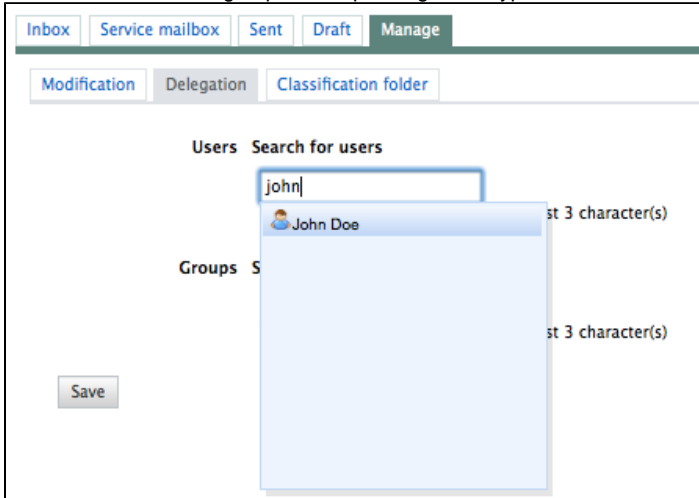 Inbox Service mailbox Sent Draft Manage
Modification Delegation Classification folder
Users Search for users
john
John Doe
st 3 character(s)
Groups S
st 3 character(s)
Save